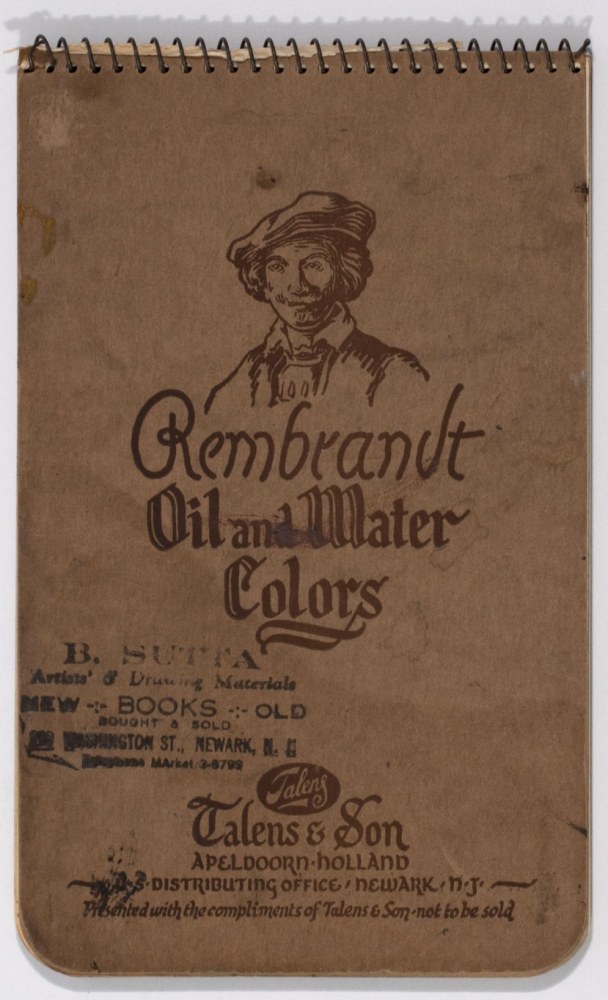 Rembrandt
Oil and Water
Colors
B. SUTTA
Artists' & Drawing Materials
NEW -:- BOOKS -:- OLD
BOUGHT & SOLD
WASHINGTON ST., NEWARK, N. J.
Telephone MArket 3-6799
Talens
Talens & Son
APELDOORN·HOLLAND
U·S·DISTRIBUTING OFFICE / NEWARK·N·J·
Presented with the compliments of Talens & Son-not to be sold